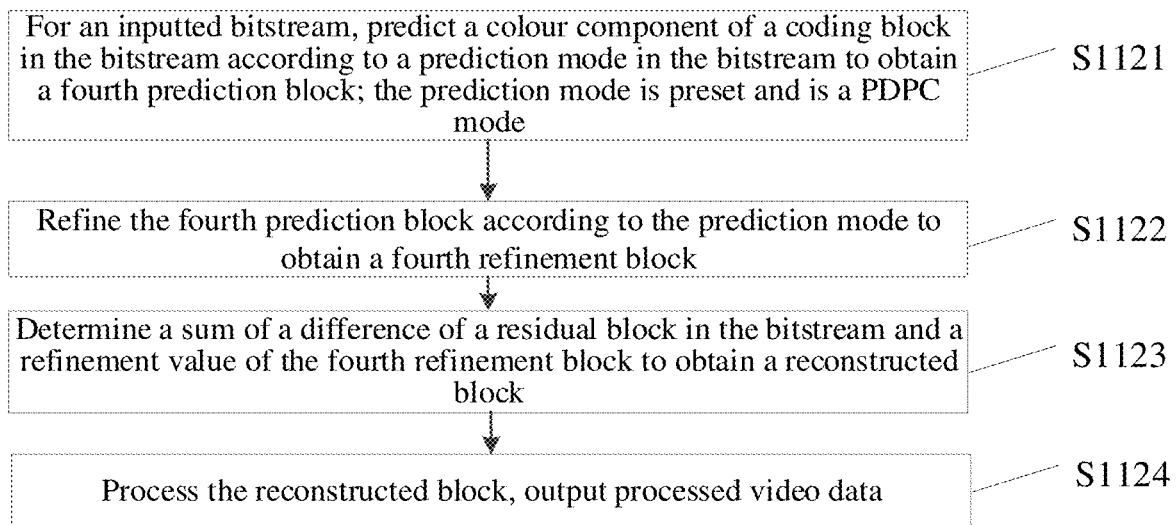 For an inputted bitstream, predict a colour component of a coding block
in the bitstream according to a prediction mode in the bitstream to obtain
a fourth prediction block; the prediction mode is preset and is a PDPC
mode
S1121
Refine the fourth prediction block according to the prediction mode to
obtain a fourth refinement block
S1122
Determine a sum of a difference of a residual block in the bitstream and a
refinement value of the fourth refinement block to obtain a reconstructed
block
S1123
Process the reconstructed block, output processed video data
S1124